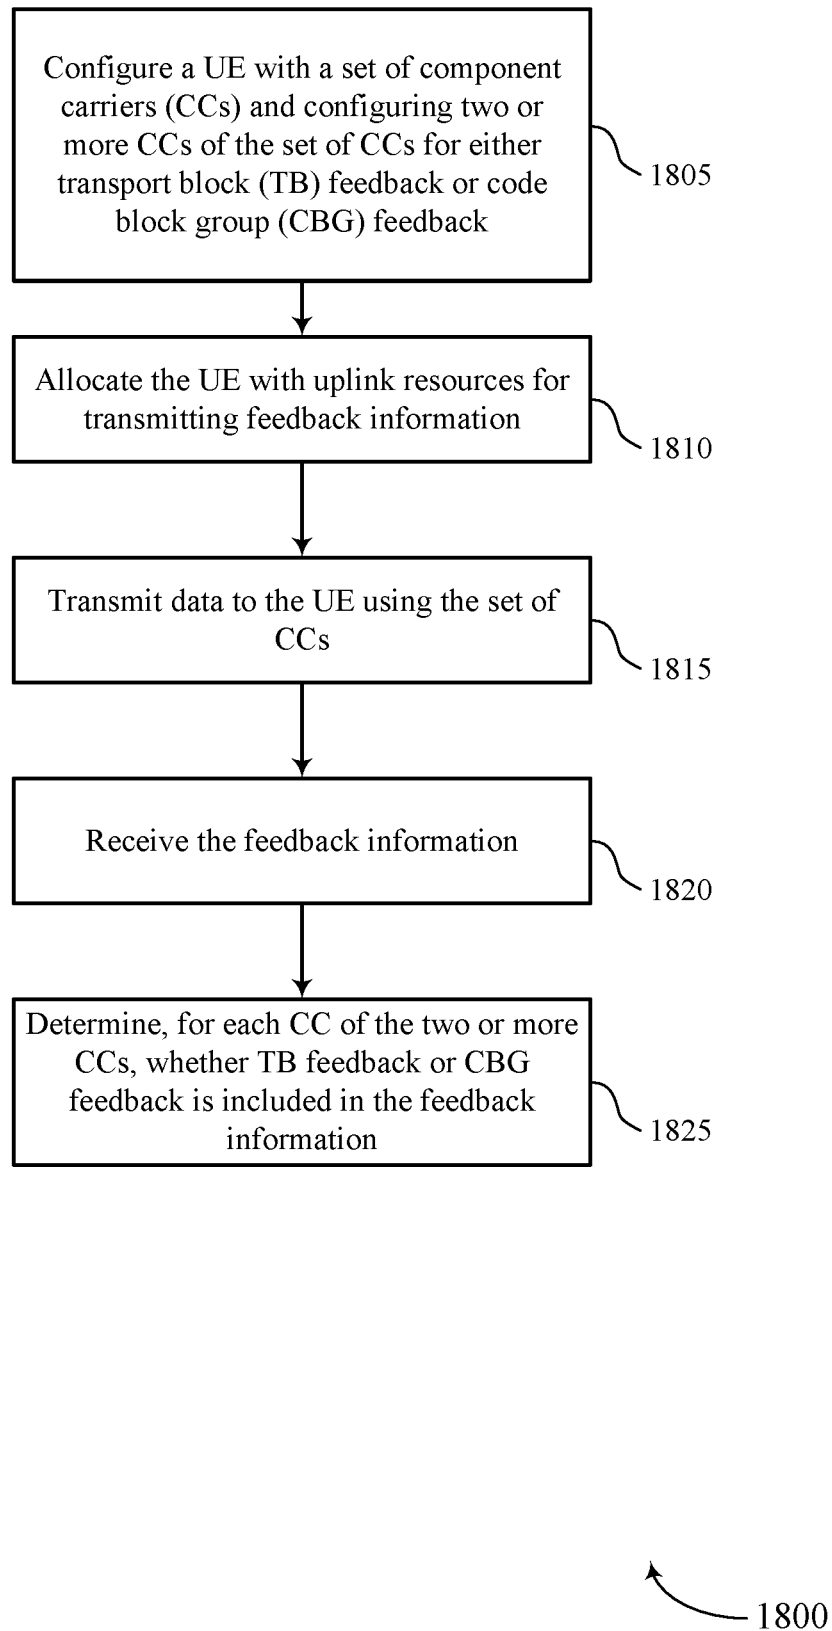 Configure a UE with a set of component
carriers (CCs) and configuring two or
more CCs of the set of CCs for either
transport block (TB) feedback or code
block group (CBG) feedback
1805
Allocate the UE with uplink resources for
transmitting feedback information
1810
Transmit data to the UE using the set of
CCs
1815
Receive the feedback information
1820
Determine, for each CC of the two or more
CCs, whether TB feedback or CBG
feedback is included in the feedback
information
1825
1800